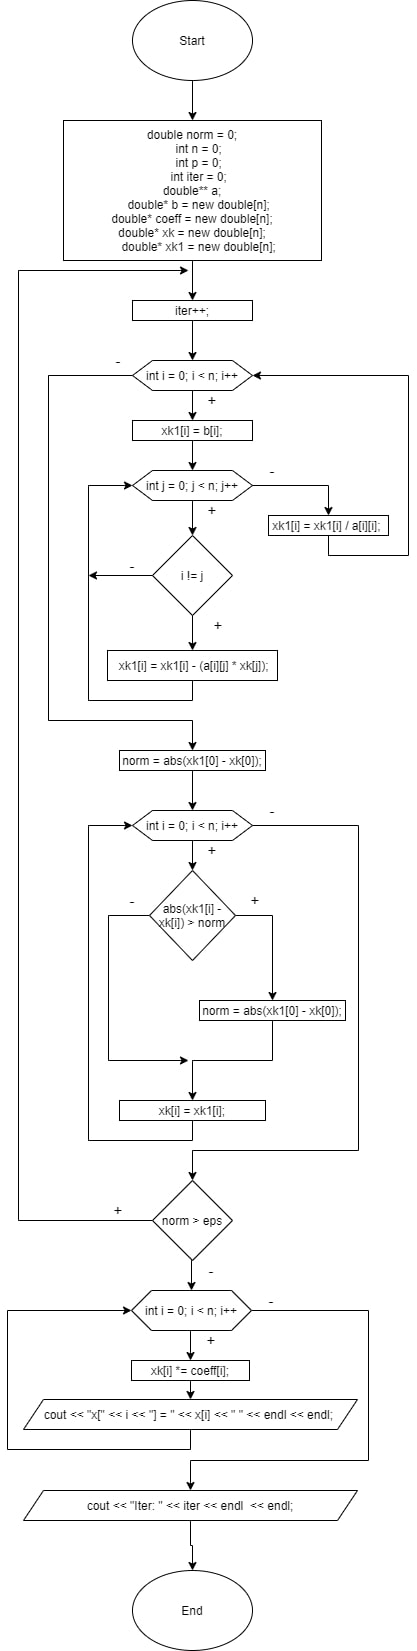 Start
double norm = 0;
int n = 0;
int p = 0;
int iter = 0;
double** a;
double* b = new double[n];
double* coeff = new double[n];
double* xk = new double[n];
double* xk1 = new double[n];
iter++;
-
int i = 0; i < n; i++
+
xk1[i] = b[i];
int j = 0; j < n; j++
-
+
xk1[i] = xk1[i] / a[i][i];
-
i != j
+
xk1[i] = xk1[i] - (a[i][j] * xk[j]);
norm = abs(xk1[0] - xk[0]);
int i = 0; i < n; i++
-
+
-
abs(xk1[i] -
xk[i]) > norm
+
norm = abs(xk1[0] - xk[0]);
xk[i] = xk1[i];
+
norm > eps
-
int i = 0; i < n; i++
-
+
xk[i] *= coeff[i];
cout << "x[" << i << "] = " << x[i] << " " << endl << endl;
cout << "Iter: " << iter << endl  << endl;
End